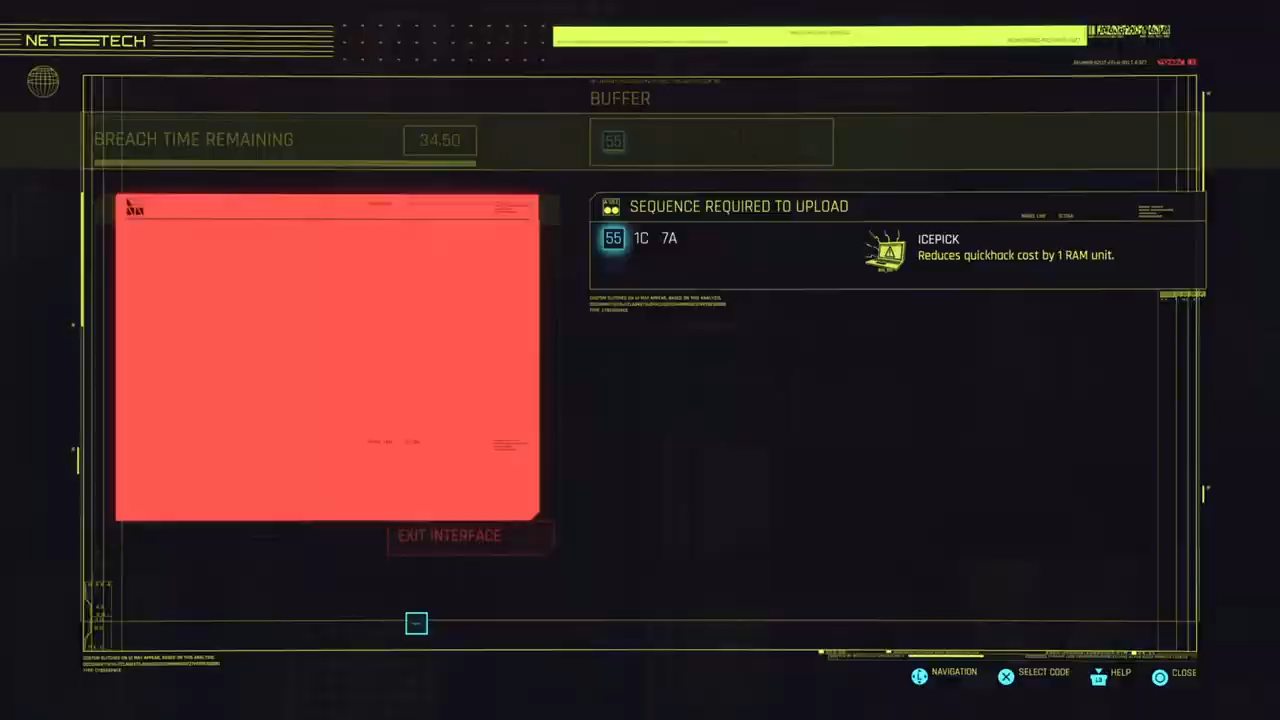 NET TECH
BUFFER
BREACH TIME REMAINING
34.50
55
SEQUENCE REQUIRED TO UPLOAD
55 1C 7A
ICEPICK
Reduces quickhack cost by 1 RAM unit.
EXIT INTERFACE
NAVIGATION
SELECT CODE
HELP
CLOSE